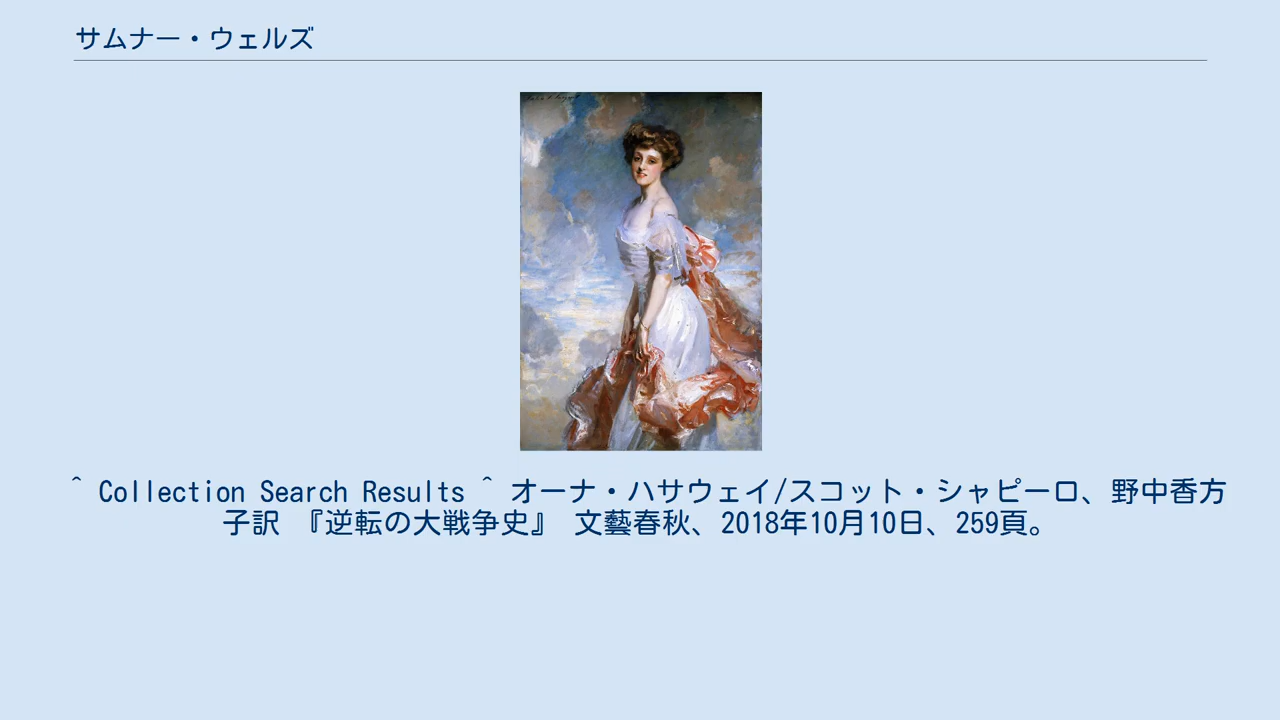 サムナー・ウェルズ
^ Collection Search Results ^ オーナ・ハサウェイ/スコット・シャピーロ、野中香方
子訳 『逆転の大戦争史』 文藝春秋、2018年10月10日、259頁。